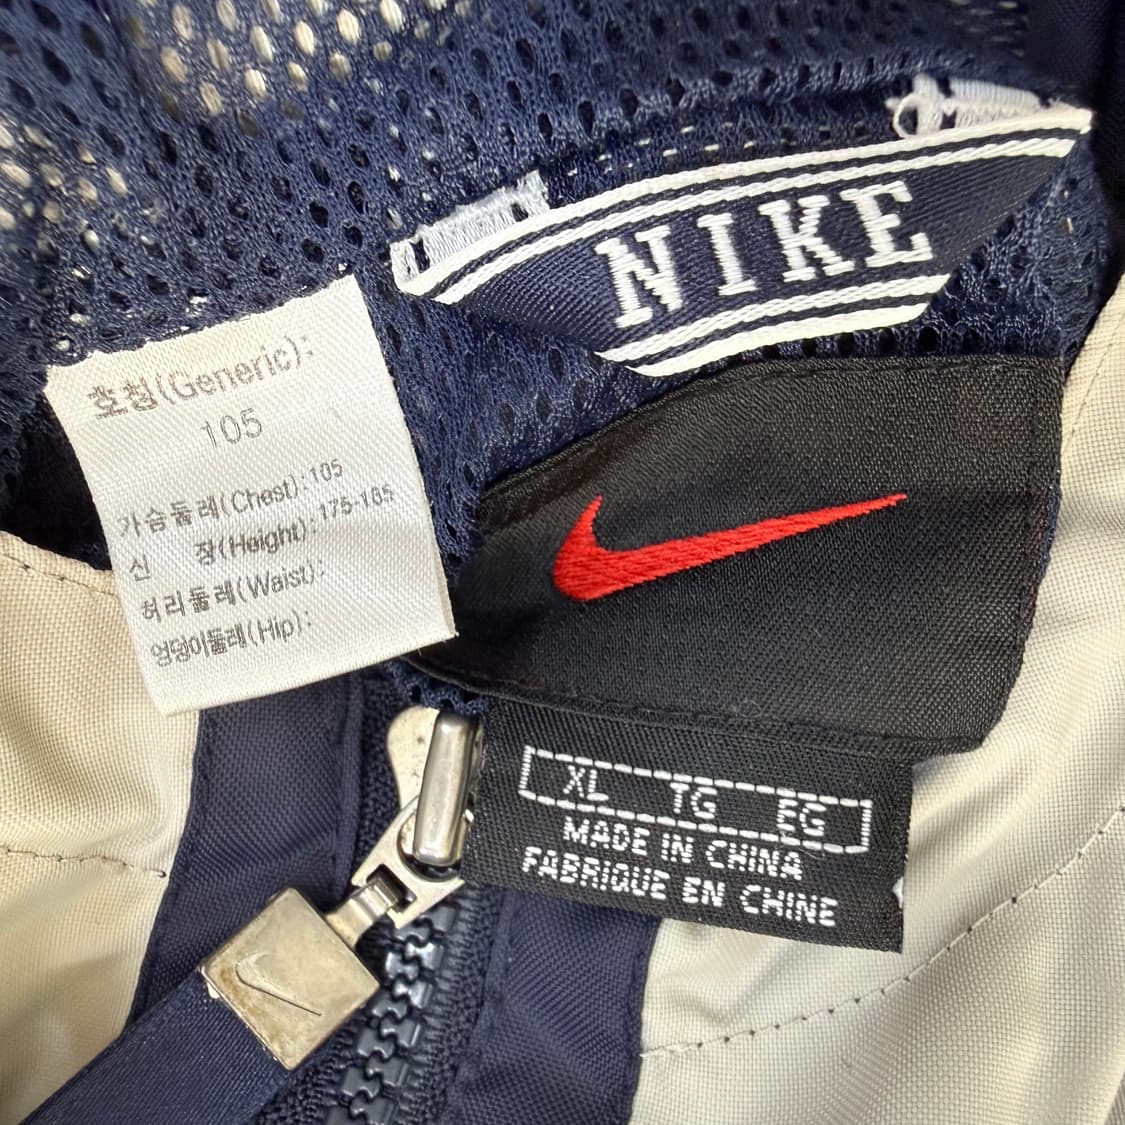 NIKE
호칭(Generic):
105
가슴둘레(Chest): 105
신 장(Height): 175-185
허리둘레(Waist):
엉덩이둘레(Hip):
XL TG EG
MADE IN CHINA
FABRIQUE EN CHINE